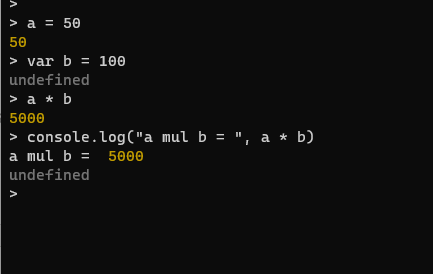 >
> a = 50
50
> var b = 100
undefined
> a * b
5000
> console.log("a mul b = ", a * b)
a mul b =  5000
undefined
>